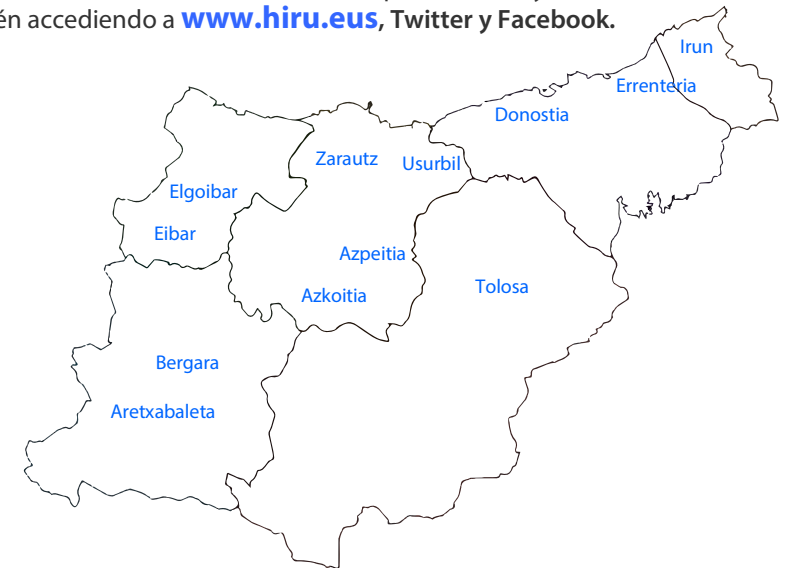 én accediendo a www.hiru.eus, Twitter y Facebook.
Irun
Errenteria
Donostia
Zarautz
Usurbil
Elgoibar
Eibar
Azpeitia
Tolosa
Azkoitia
Bergara
Aretxabaleta